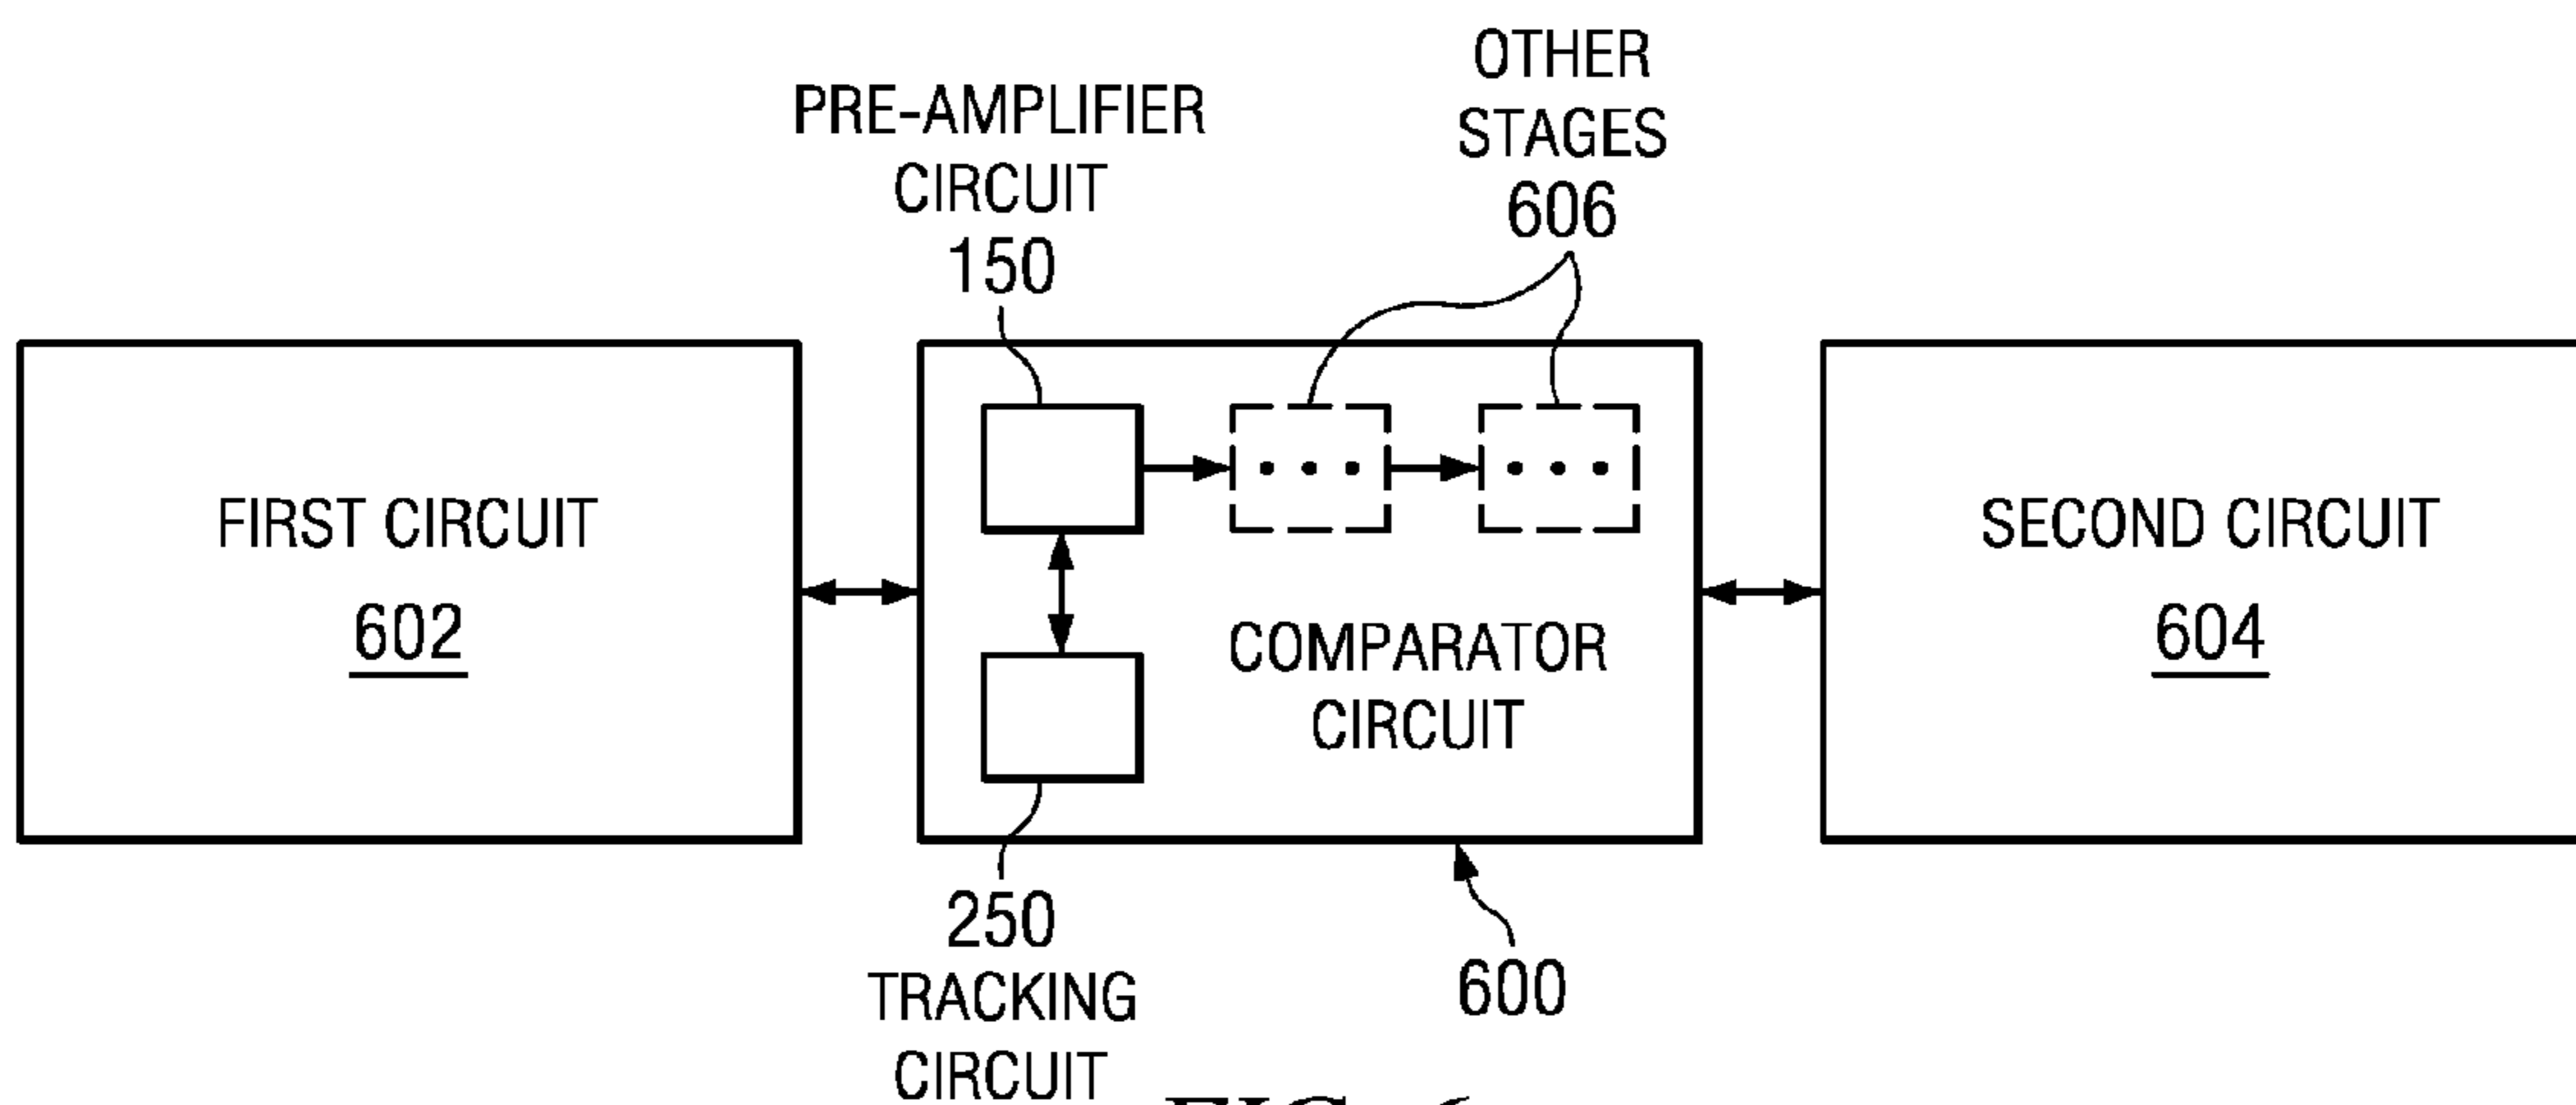 PRE-AMPLIFIER
CIRCUIT
150
OTHER
STAGES
606
FIRST CIRCUIT
602
COMPARATOR
CIRCUIT
SECOND CIRCUIT
604
250
TRACKING
CIRCUIT
600